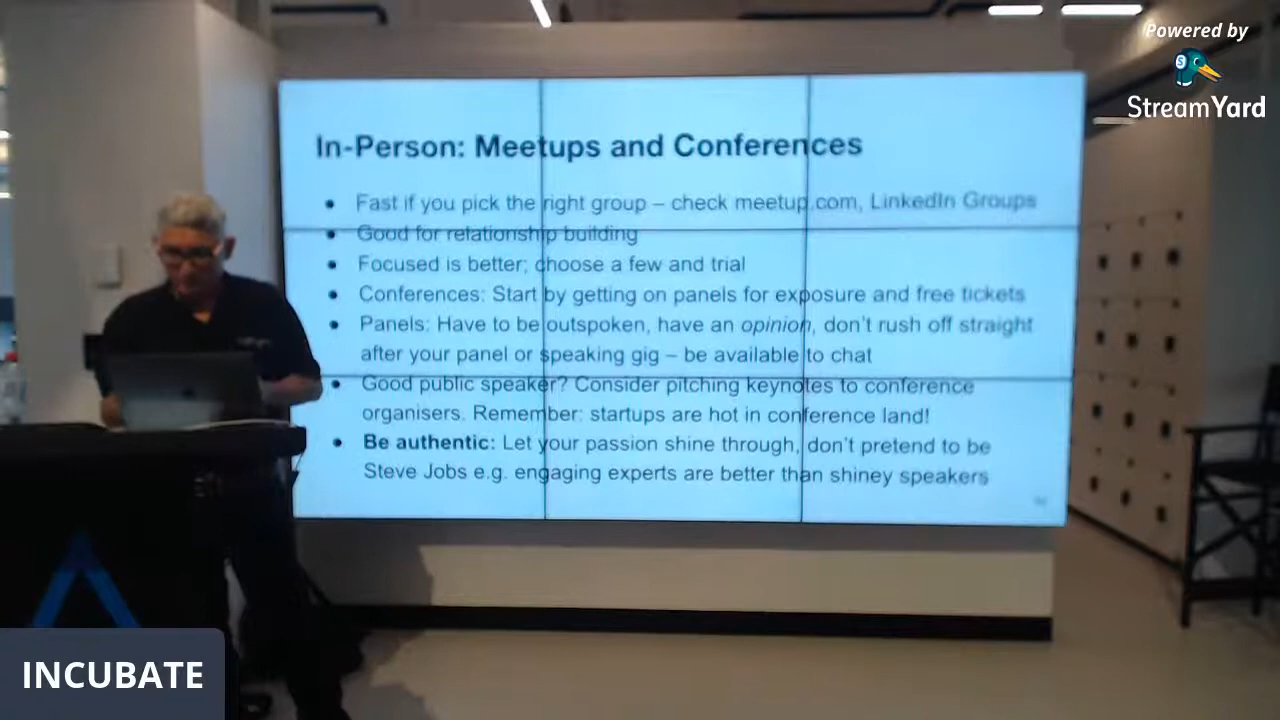 Powered by
StreamYard
In-Person: Meetups and Conferences
• Fast if you pick the right group – check meetup.com, LinkedIn Groups
• Good for relationship building
• Focused is better; choose a few and trial
• Conferences: Start by getting on panels for exposure and free tickets
• Panels: Have to be outspoken, have an opinion, don't rush off straight
after your panel or speaking gig – be available to chat
• Good public speaker? Consider pitching keynotes to conference
organisers. Remember: startups are hot in conference land!
• Be authentic: Let your passion shine through, don't pretend to be
Steve Jobs e.g. engaging experts are better than shiney speakers
INCUBATE